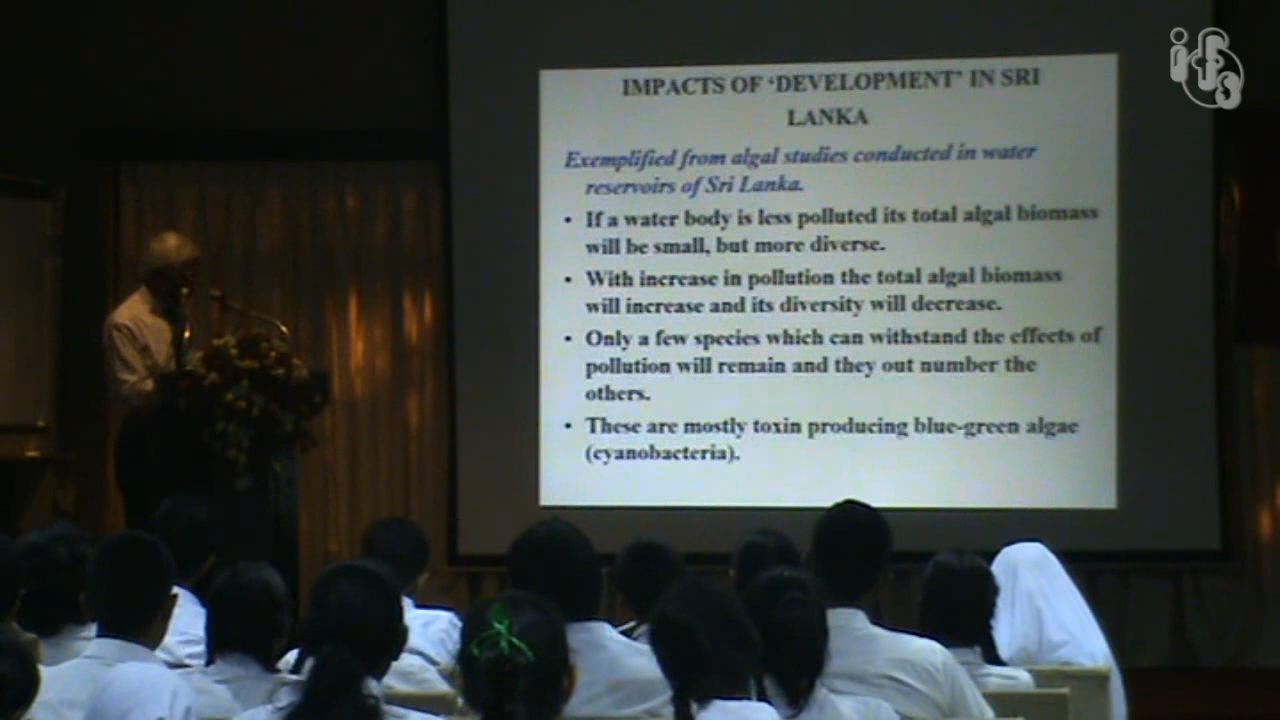 IMPACTS OF ‘DEVELOPMENT’ IN SRI
LANKA
Exemplified from algal studies conducted in water
reservoirs of Sri Lanka.
• If a water body is less polluted its total algal biomass
will be small, but more diverse.
• With increase in pollution the total algal biomass
will increase and its diversity will decrease.
• Only a few species which can withstand the effects of
pollution will remain and they out number the
others.
• These are mostly toxin producing blue-green algae
(cyanobacteria).